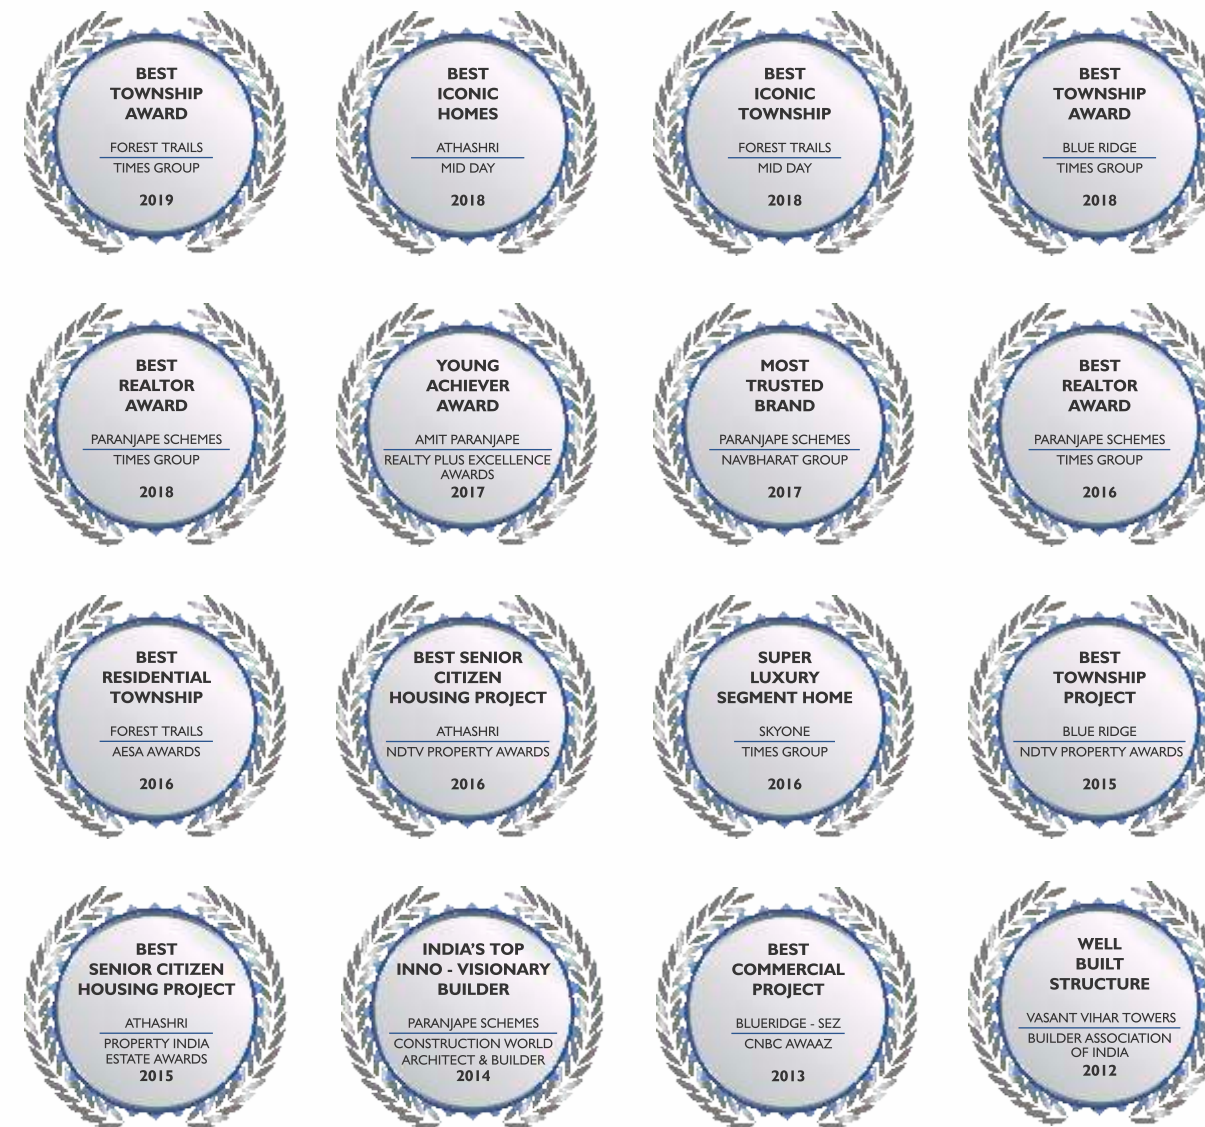 BEST
TOWNSHIP
AWARD
FOREST TRAILS
TIMES GROUP
2019
BEST
ICONIC
HOMES
ATHASHRI
MID DAY
2018
BEST
ICONIC
TOWNSHIP
FOREST TRAILS
MID DAY
2018
BEST
TOWNSHIP
AWARD
BLUE RIDGE
TIMES GROUP
2018
BEST
REALTOR
AWARD
PARANJAPE SCHEMES
TIMES GROUP
2018
YOUNG
ACHIEVER
AWARD
AMIT PARANJAPE
REALTY PLUS EXCELLENCE
AWARDS
2017
MOST
TRUSTED
BRAND
PARANJAPE SCHEMES
NAVBHARAT GROUP
2017
BEST
REALTOR
AWARD
PARANJAPE SCHEMES
TIMES GROUP
2016
BEST
RESIDENTIAL
TOWNSHIP
FOREST TRAILS
AESA AWARDS
2016
BEST SENIOR
CITIZEN
HOUSING PROJECT
ATHASHRI
NDTV PROPERTY AWARDS
2016
SUPER
LUXURY
SEGMENT HOME
SKYONE
TIMES GROUP
2016
BEST
TOWNSHIP
PROJECT
BLUE RIDGE
NDTV PROPERTY AWARDS
2015
BEST
SENIOR CITIZEN
HOUSING PROJECT
ATHASHRI
PROPERTY INDIA
ESTATE AWARDS
2015
INDIA'S TOP
INNO - VISIONARY
BUILDER
PARANJAPE SCHEMES
CONSTRUCTION WORLD
ARCHITECT & BUILDER
2014
BEST
COMMERCIAL
PROJECT
BLUERIDGE - SEZ
CNBC AWAAZ
2013
WELL
BUILT
STRUCTURE
VASANT VIHAR TOWERS
BUILDER ASSOCIATION
OF INDIA
2012